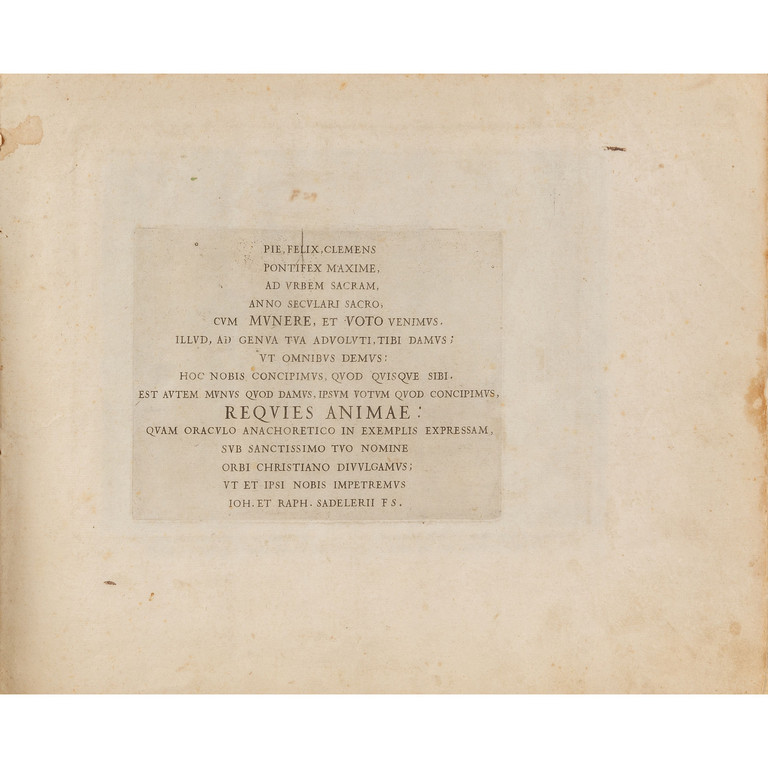 PIE, FELIX, CLEMENS
PONTIFEX MAXIME,
AD VRBEM SACRAM,
ANNO SECVLARI SACRO,
CVM MVNERE, ET VOTO VENIMVS.
ILLVD, AD GENVA TVA ADVOLVTI, TIBI DAMVS;
VT OMNIBVS DEMVS:
HOC NOBIS CONCIPIMVS, QVOD QVISQVE SIBI.
EST AVTEM MVNVS QVOD DAMVS, IPSVM VOTVM QVOD CONCIPIMVS,
REQVIES ANIMAE:
QVAM ORACVLO ANACHORETICO IN EXEMPLIS EXPRESSAM,
SVB SANCTISSIMO TVO NOMINE
ORBI CHRISTIANO DIVVLGAMVS;
VT ET IPSI NOBIS IMPETREMVS
IOH. ET RAPH. SADELERII F S.